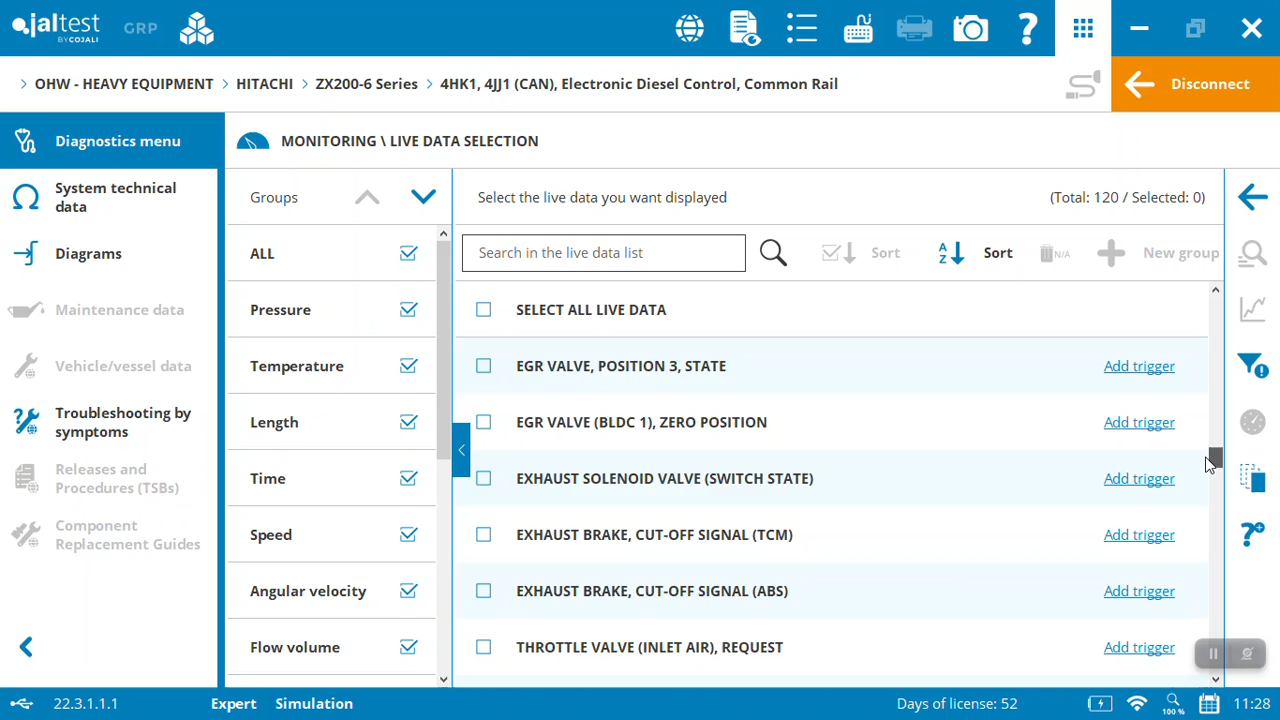 jaltest
BY COJALI
GRP
OHW - HEAVY EQUIPMENT > HITACHI > ZX200-6 Series > 4HK1, 4JJ1 (CAN), Electronic Diesel Control, Common Rail
Disconnect
Diagnostics menu
System technical
data
Diagrams
Maintenance data
Vehicle/vessel data
Troubleshooting by
symptoms
Releases and
Procedures (TSBs)
Component
Replacement Guides
MONITORING \ LIVE DATA SELECTION
Groups
ALL
Pressure
Temperature
Length
Time
Speed
Angular velocity
Flow volume
Select the live data you want displayed
(Total: 120 / Selected: 0)
Search in the live data list
Sort
A
Z
Sort
N/A
New group
SELECT ALL LIVE DATA
EGR VALVE, POSITION 3, STATE
Add trigger
EGR VALVE (BLDC 1), ZERO POSITION
Add trigger
EXHAUST SOLENOID VALVE (SWITCH STATE)
Add trigger
EXHAUST BRAKE, CUT-OFF SIGNAL (TCM)
Add trigger
EXHAUST BRAKE, CUT-OFF SIGNAL (ABS)
Add trigger
THROTTLE VALVE (INLET AIR), REQUEST
Add trigger
22.3.1.1.1
Expert
Simulation
Days of license: 52
100 %
11:28